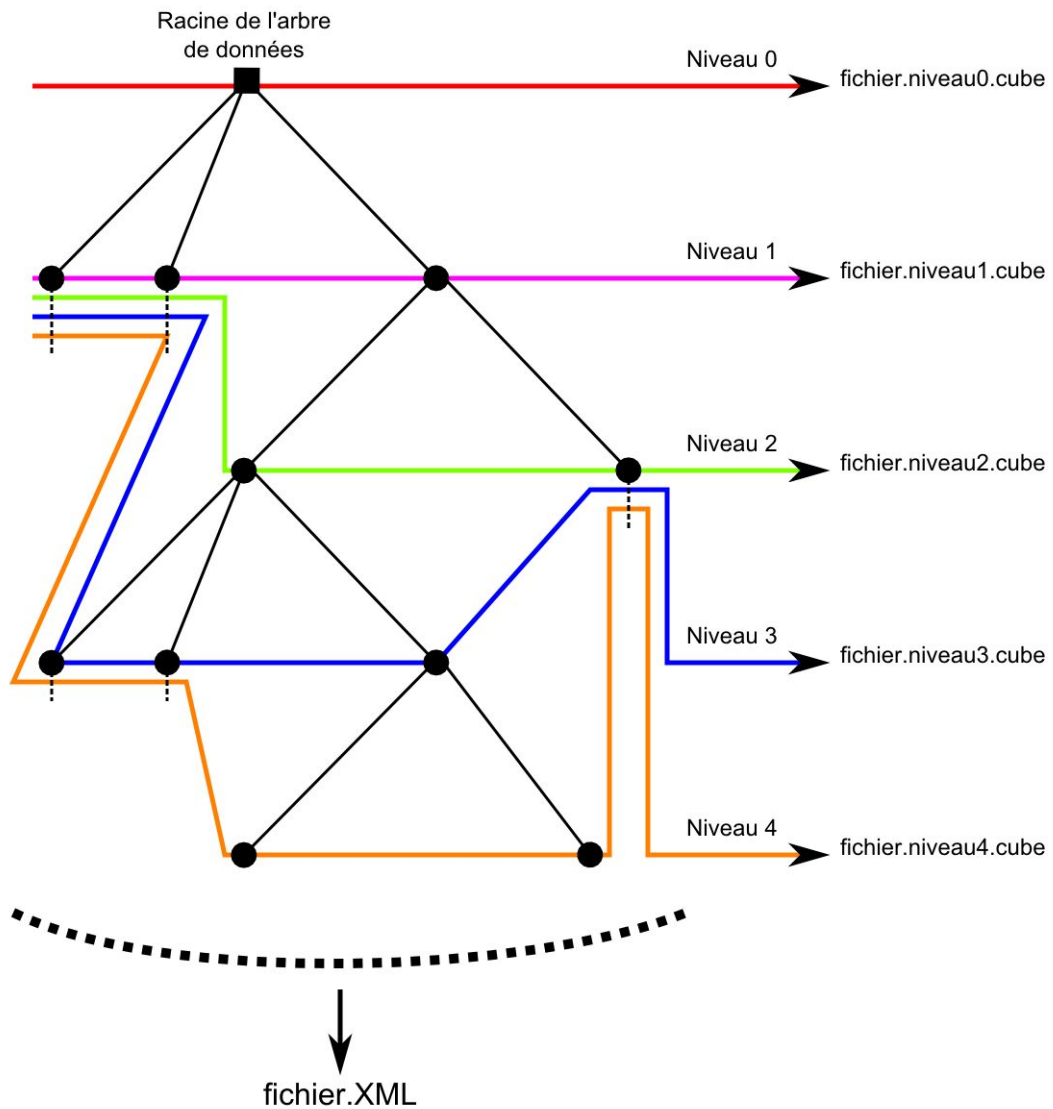 Racine de l'arbre
de données
Niveau 0
fichier.niveau0.cube
Niveau 1
fichier.niveau1.cube
Niveau 2
fichier.niveau2.cube
Niveau 3
fichier.niveau3.cube
Niveau 4
fichier.niveau4.cube
fichier.XML